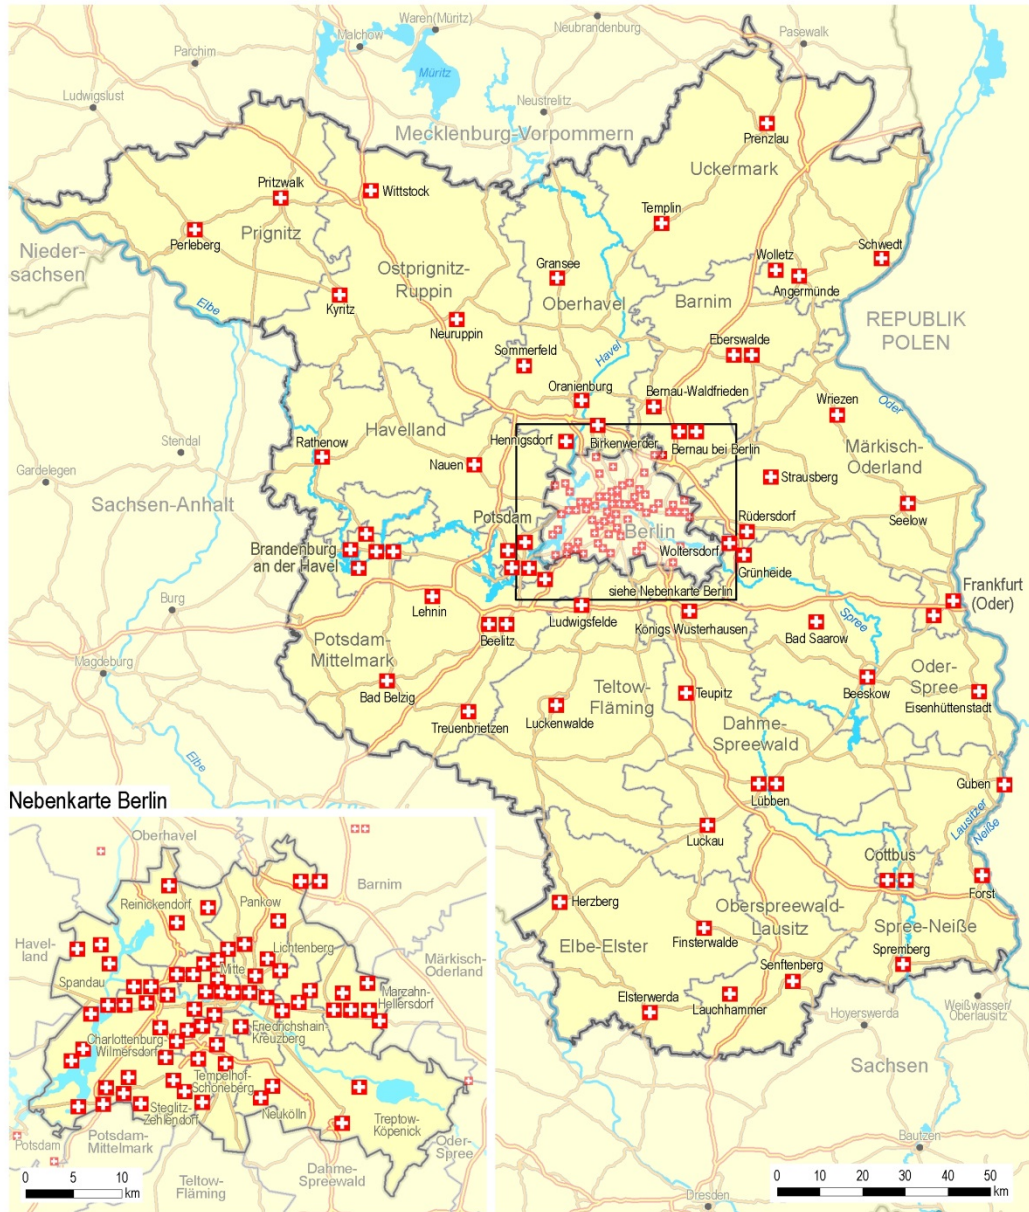 Waren(Müritz)
Neubrandenburg
Pasewalk
Malchow
Parchim
Müritz
Ludwigslust
Neustrelitz
Mecklenburg-Vorpommern
Prenzlau
Uckermark
Pritzwalk
Wittstock
Templin
Perleberg
Prignitz
Nieder-
sachsen
Ostprignitz-
Ruppin
Gransee
Wolletz
Schwedt
Angermünde
Oberhavel
Barnim
Elbe
Kyritz
Neuruppin
REPUBLIK
POLEN
Sommerfeld
Havel
Eberswalde
Oranienburg
Bernau-Waldfrieden
Wriezen
Oder
Havelland
Rathenow
Hennigsdorf
Birkenwerder
Bernau bei Berlin
Märkisch-
Oderland
Stendal
Gardelegen
Nauen
Strausberg
Sachsen-Anhalt
Seelow
Potsdam
Berlin
Rüdersdorf
Woltersdorf
Grünheide
Brandenburg
an der Havel
siehe Nebenkarte Berlin
Frankfurt
(Oder)
Burg
Lehnin
Ludwigsfelde
Königs Wusterhausen
Bad Saarow
Spree
Beelitz
Potsdam-
Mittelmark
Magdeburg
Bad Belzig
Teltow-
Fläming
Teupitz
Beeskow
Oder-
Spree
Eisenhüttenstadt
Treuenbrietzen
Luckenwalde
Dahme-
Spreewald
Elbe
Lübben
Guben
Lausitzer
Neiße
Luckau
Cottbus
Forst
Herzberg
Oberspreewald-
Lausitz
Spree-Neiße
Elbe-Elster
Finsterwalde
Spremberg
Senftenberg
Elsterwerda
Lauchhammer
Hoyerswerda
Weißwasser/
Oberlausitz
Sachsen
Bautzen
Dresden
0 10 20 30 40 50
km
Nebenkarte Berlin
Oberhavel
Barnim
Reinickendorf
Pankow
Havel-
land
Lichtenberg
Märkisch-
Oderland
Spandau
Mitte
Marzahn-
Hellersdorf
Charlottenburg-
Wilmersdorf
Friedrichshain-
Kreuzberg
Tempelhof-
Schöneberg
Steglitz-
Zehlendorf
Neukölln
Treptow-
Köpenick
Potsdam
Potsdam-
Mittelmark
Oder-
Spree
Teltow-
Fläming
Dahme-
Spreewald
0 5 10
km